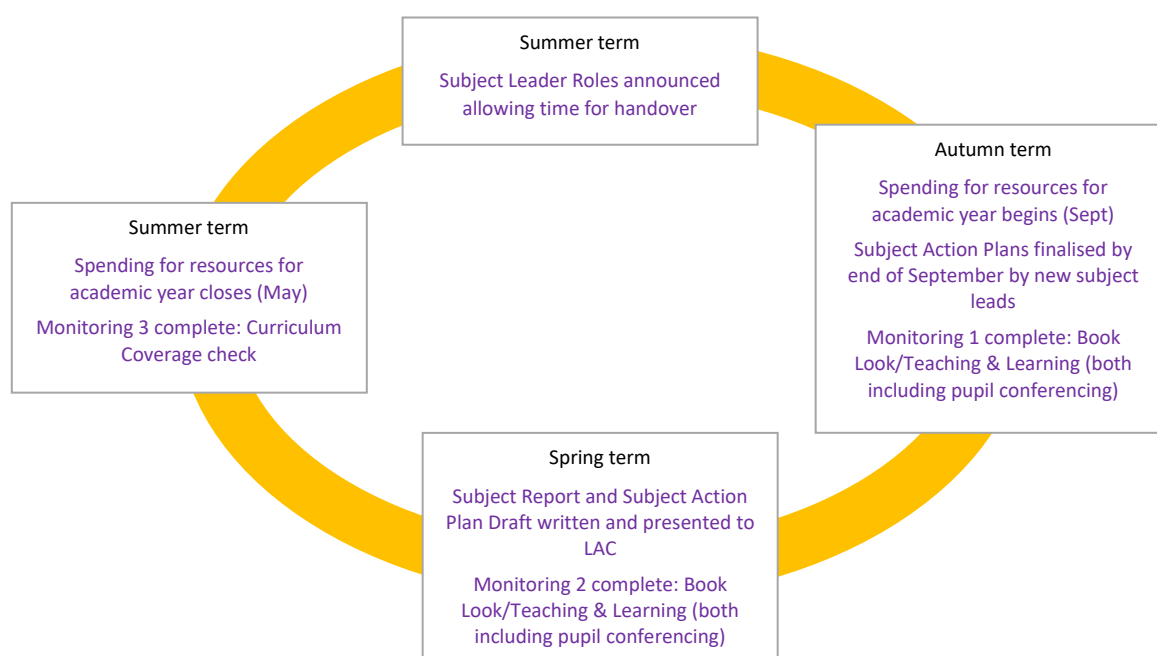 Summer term
Subject Leader Roles announced
allowing time for handover
Autumn term
Spending for resources for
academic year begins (Sept)
Subject Action Plans finalised by
end of September by new subject
leads
Monitoring 1 complete: Book
Look/Teaching & Learning (both
including pupil conferencing)
Spring term
Subject Report and Subject Action
Plan Draft written and presented to
LAC
Monitoring 2 complete: Book
Look/Teaching & Learning (both
including pupil conferencing)
Summer term
Spending for resources for
academic year closes (May)
Monitoring 3 complete: Curriculum
Coverage check